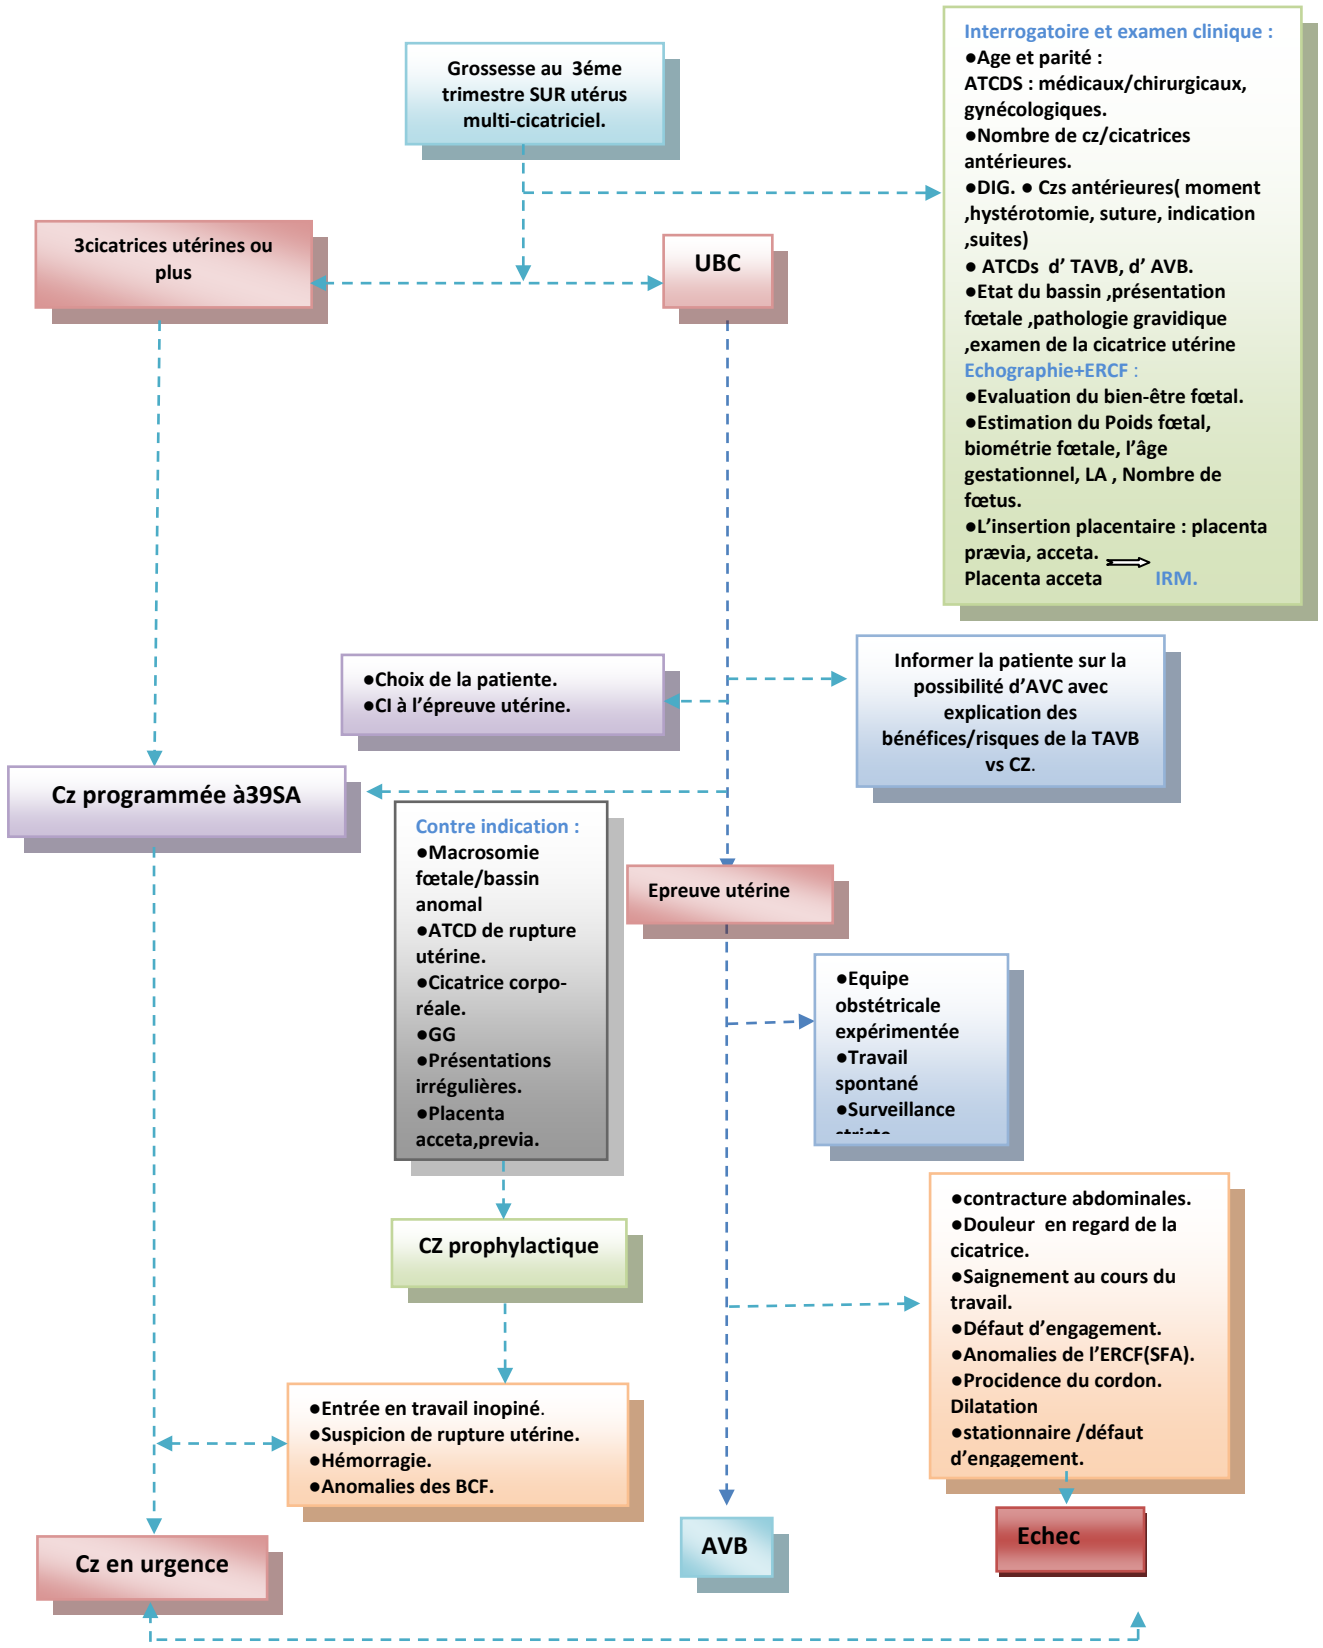 Grossesse au 3éme
trimestre SUR utérus
multi-cicatriciel.
Interrogatoire et examen clinique :
●Age et parité :
ATCDS : médicaux/chirurgicaux,
gynécologiques.
●Nombre de cz/cicatrices
antérieures.
●DIG. ● Czs antérieures( moment
,hystérotomie, suture, indication
,suites)
● ATCDs d’ TAVB, d’ AVB.
●Etat du bassin ,présentation
fœtale ,pathologie gravidique
,examen de la cicatrice utérine
Echographie+ERCF :
●Evaluation du bien-être fœtal.
●Estimation du Poids fœtal,
biométrie fœtale, l’âge
gestationnel, LA , Nombre de
fœtus.
●L’insertion placentaire : placenta
prævia, acceta.
Placenta acceta IRM.
3cicatrices utérines ou
plus
UBC
●Choix de la patiente.
●CI à l’épreuve utérine.
Informer la patiente sur la
possibilité d’AVC avec
explication des
bénéfices/risques de la TAVB
vs CZ.
Cz programmée à39SA
Contre indication :
●Macrosomie
fœtale/bassin
anomal
●ATCD de rupture
utérine.
●Cicatrice corpo-
réale.
●GG
●Présentations
irrégulières.
●Placenta
acceta,previa.
Epreuve utérine
●Equipe
obstétricale
expérimentée
●Travail
spontané
●Surveillance
stricte
CZ prophylactique
●contracture abdominales.
●Douleur en regard de la
cicatrice.
●Saignement au cours du
travail.
●Défaut d’engagement.
●Anomalies de l’ERCF(SFA).
●Procidence du cordon.
Dilatation
●stationnaire /défaut
d’engagement.
●Entrée en travail inopiné.
●Suspicion de rupture utérine.
●Hémorragie.
●Anomalies des BCF.
Cz en urgence
AVB
Echec